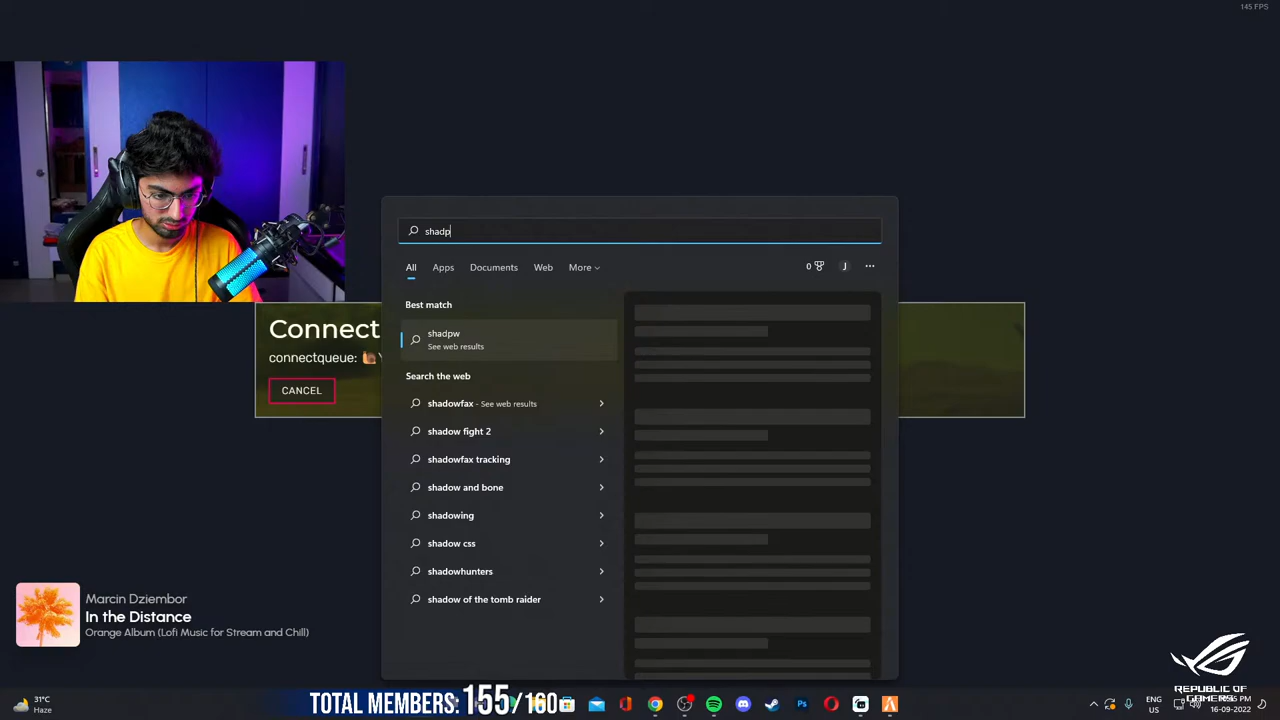 145 FPS
shadp
All
Apps
Documents
Web
More
0
J
Best match
shadpw
See web results
Search the web
shadowfax - See web results
shadow fight 2
shadowfax tracking
shadow and bone
shadowing
shadow css
shadowhunters
shadow of the tomb raider
Connect
connectqueue:
CANCEL
Marcin Dziembor
In the Distance
Orange Album (Lofi Music for Stream and Chill)
REPUBLIC OF
GAMERS
31°C
Haze
TOTAL MEMBERS: 155/160
ENG
US
16-09-2022